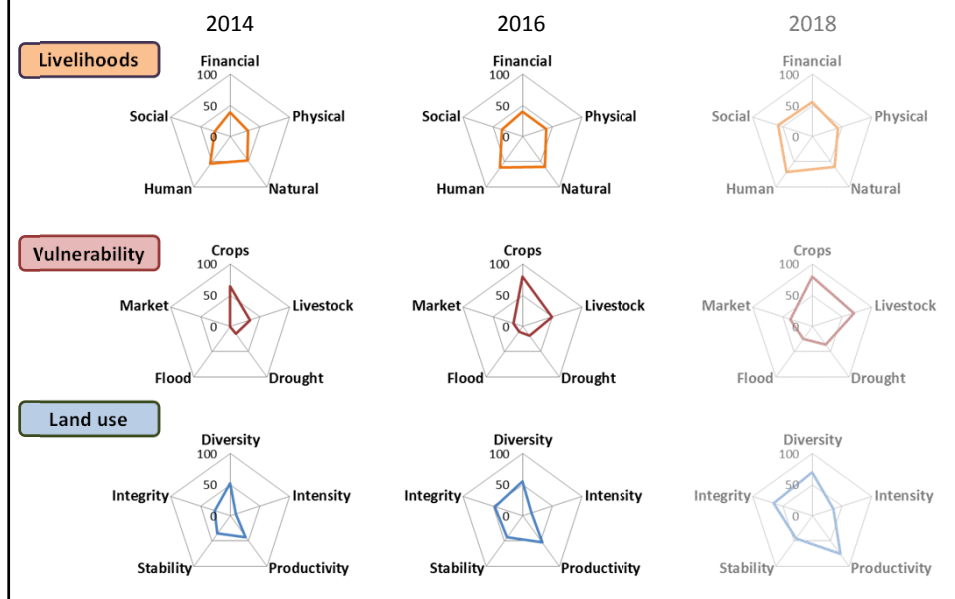 2014 2016 2018
Livelihoods
Financial Financial Financial
100 100 100
Social 50 Physical Social 50 Physical Social 50 Physical
0 0 0
Human Natural Human Natural Human Natural
Vulnerability
Crops Crops Crops
100 100 100
Market 50 Livestock Market 50 Livestock Market 50 Livestock
0 0 0
Flood Drought Flood Drought Flood Drought
Land use
Diversity Diversity Diversity
100 100 100
Integrity 50 Intensity Integrity 50 Intensity Integrity 50 Intensity
0 0 0
Stability Productivity Stability Productivity Stability Productivity